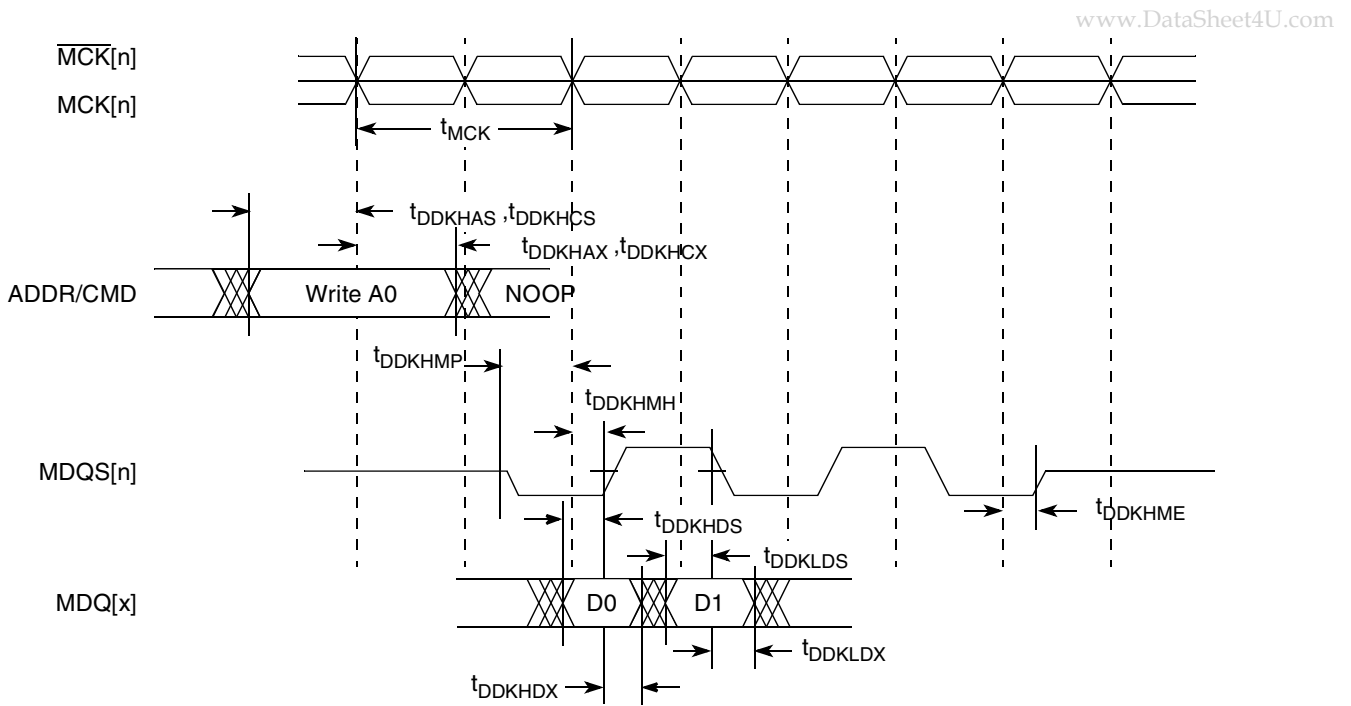 www.DataSheet4U.com
MCK[n]
MCK[n]
tMCK
tDDKHAS ,tDDKHCS
tDDKHAX ,tDDKHCX
ADDR/CMD
Write A0
NOOP
tDDKHMP
tDDKHMH
MDQS[n]
tDDKHDS
tDDKHME
tDDKLDS
MDQ[x]
D0
D1
tDDKLDX
tDDKHDX